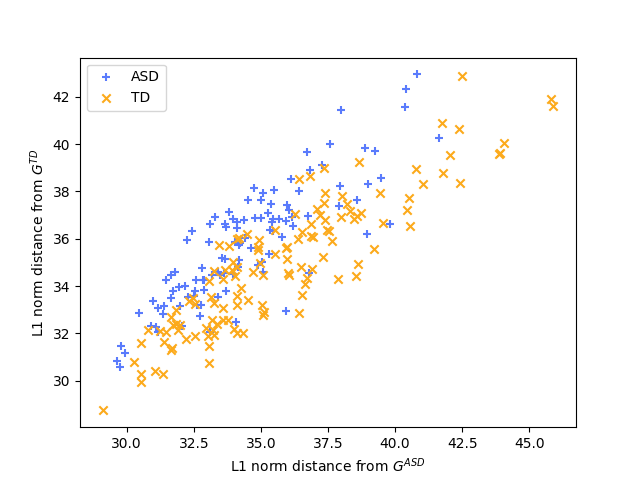 ASD
TD
42
40
38
36
34
32
30
L1 norm distance from G^{TD}
30.0 32.5 35.0 37.5 40.0 42.5 45.0
L1 norm distance from G^{ASD}